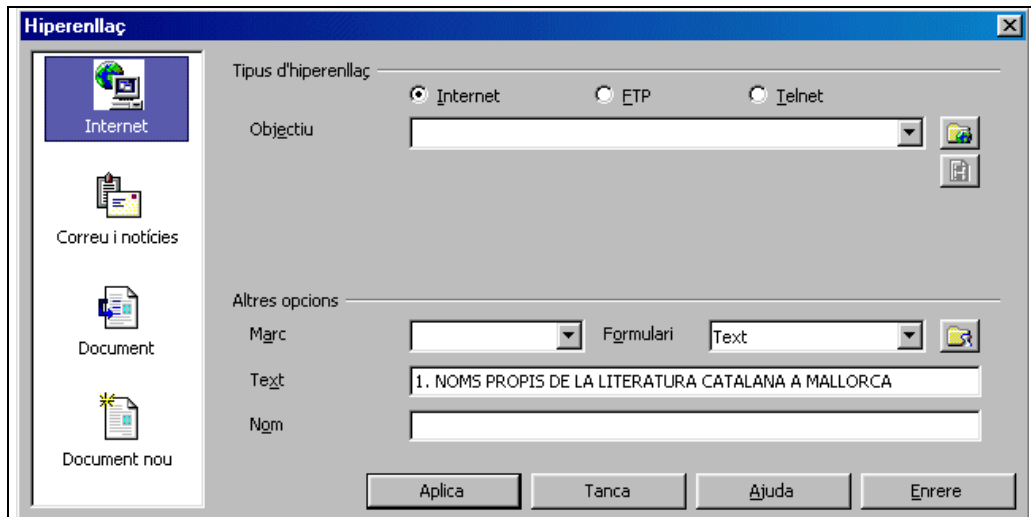 Hiperenllaç
Internet
Correu i notícies
Document
Document nou
Tipus d'hiperenllaç
Internet FTP Telnet
Objectiu
Altres opcions
Marc Formulari Text
Text 1. NOMS PROPIS DE LA LITERATURA CATALANA A MALLORCA
Nom
Aplica Tanca Ajuda Enrere